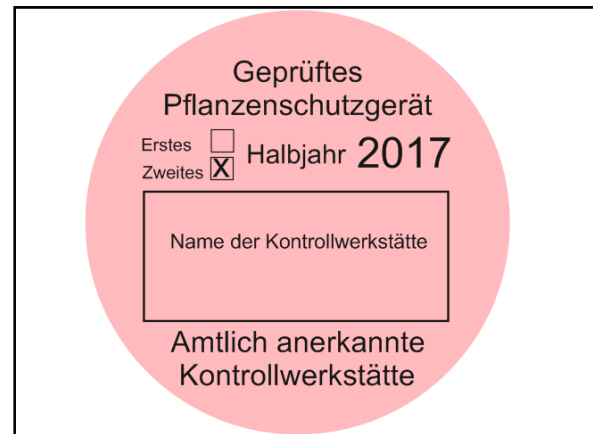 Geprüftes
Pflanzenschutzgerät
Erstes ☐
Zweites ☒ Halbjahr 2017
Name der Kontrollwerkstätte
Amtlich anerkannte
Kontrollwerkstätte